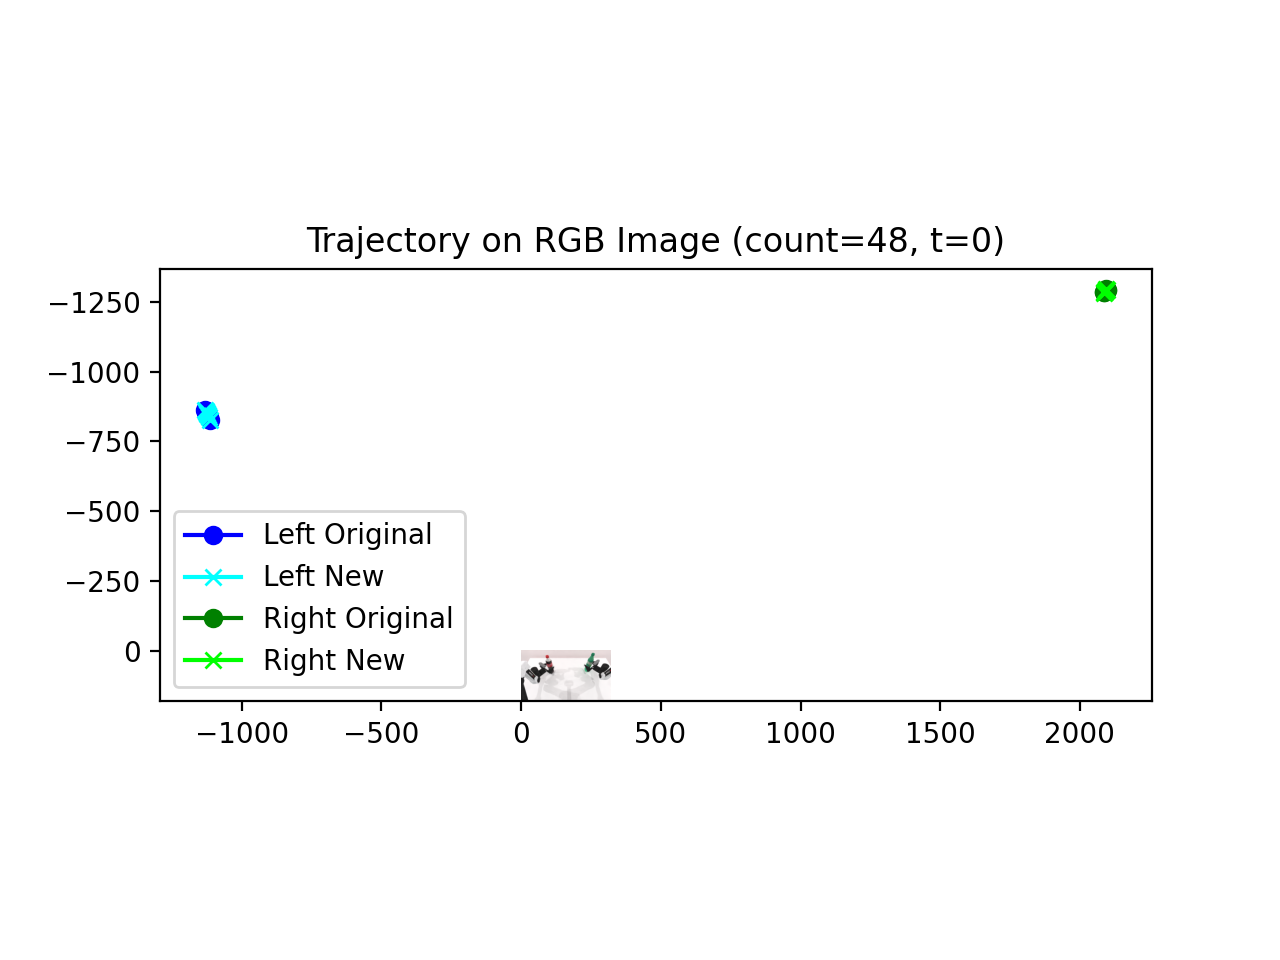 Trajectory on RGB Image (count=48, t=0)
−1250
−1000
−750
−500
−250
0
Left Original
Left New
Right Original
Right New
−1000 −500 0 500 1000 1500 2000